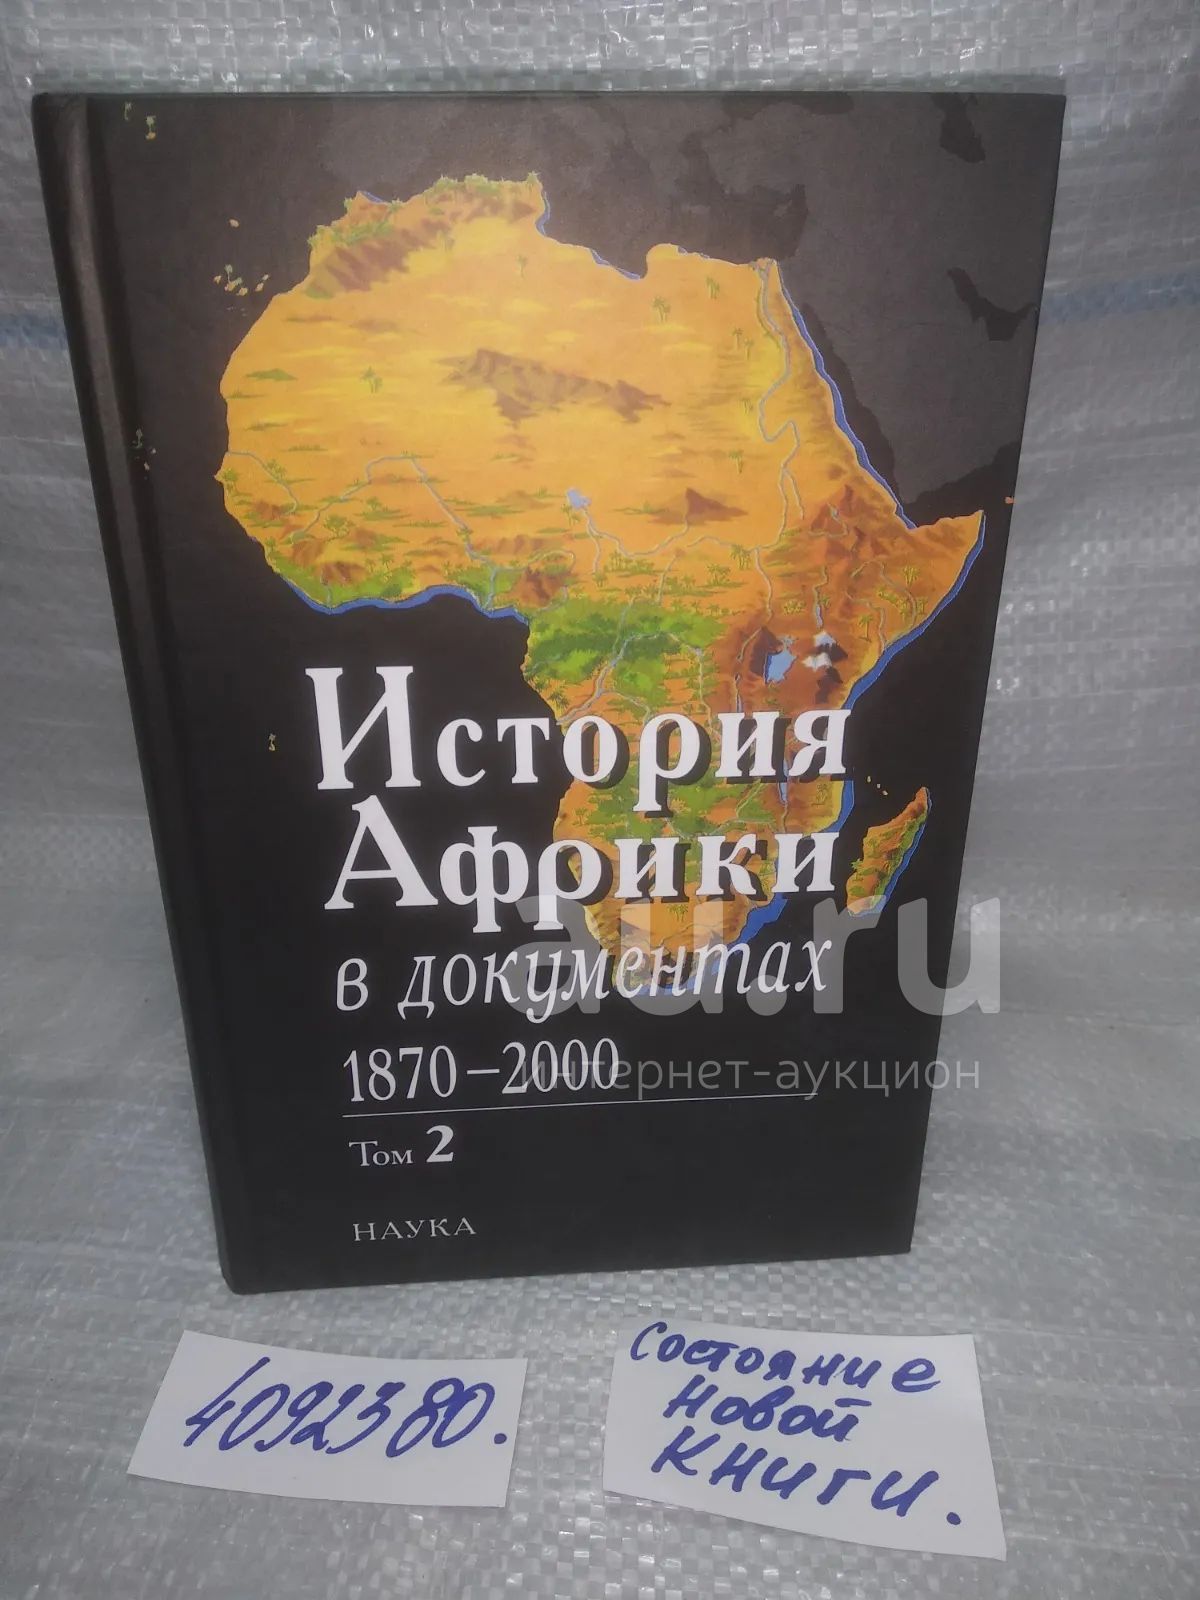 История
Африки
в документах
1870–2000
Том 2
НАУКА
au.ru
интернет-аукцион
4092380.
Состояние
новой
книги.